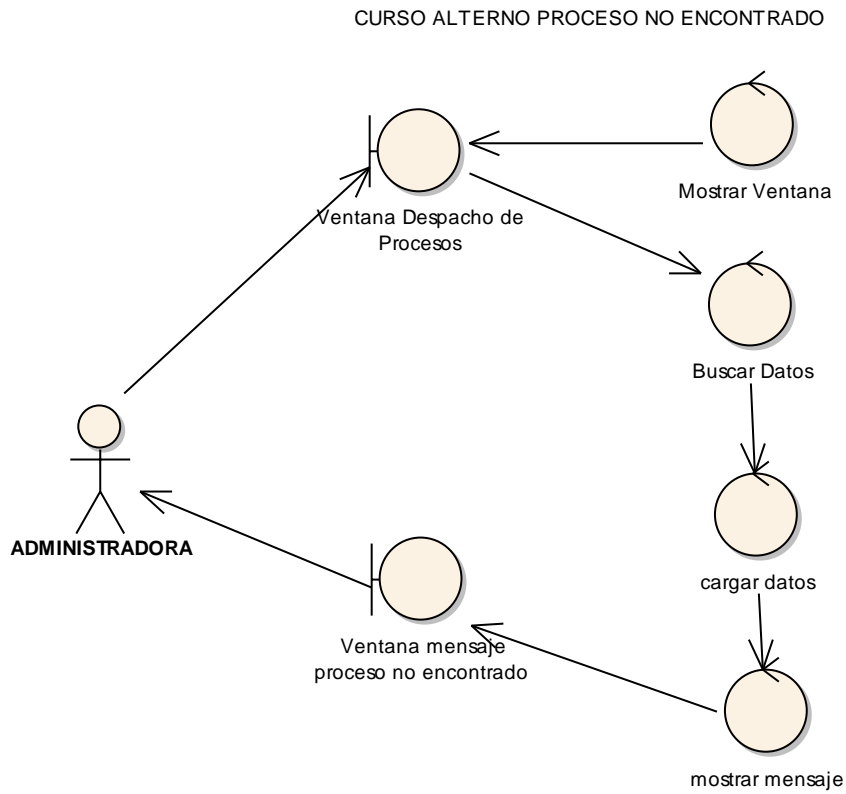 CURSO ALTERNO PROCESO NO ENCONTRADO
Mostrar Ventana
Ventana Despacho de
Procesos
Buscar Datos
ADMINISTRADORA
cargar datos
Ventana mensaje
proceso no encontrado
mostrar mensaje